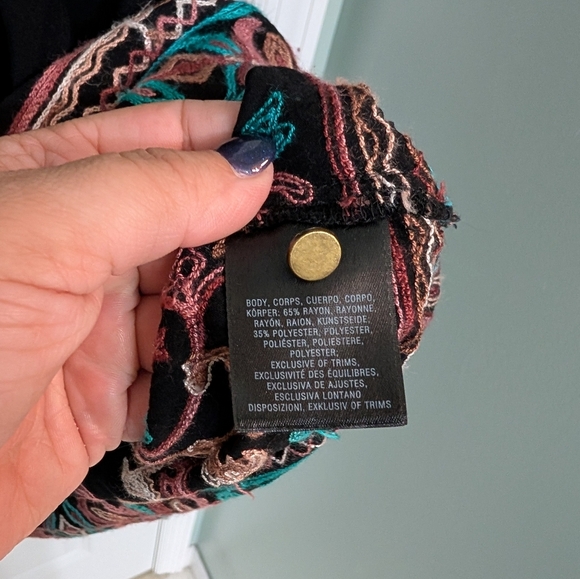 BODY, CORPS, CUERPO, CORPO,
KÖRPER: 65% RAYON, RAYONNE,
RAYÓN, RAION, KUNSTSEIDE;
35% POLYESTER, POLYESTER,
POLIÉSTER, POLIESTERE,
POLYESTER;
EXCLUSIVE OF TRIMS,
EXCLUSIVITÉ DES ÉQUILIBRES,
EXCLUSIVA DE AJUSTES,
EXCLUSIVA LONTANO
DISPOSIZIONI, EXKLUSIV OF TRIMS